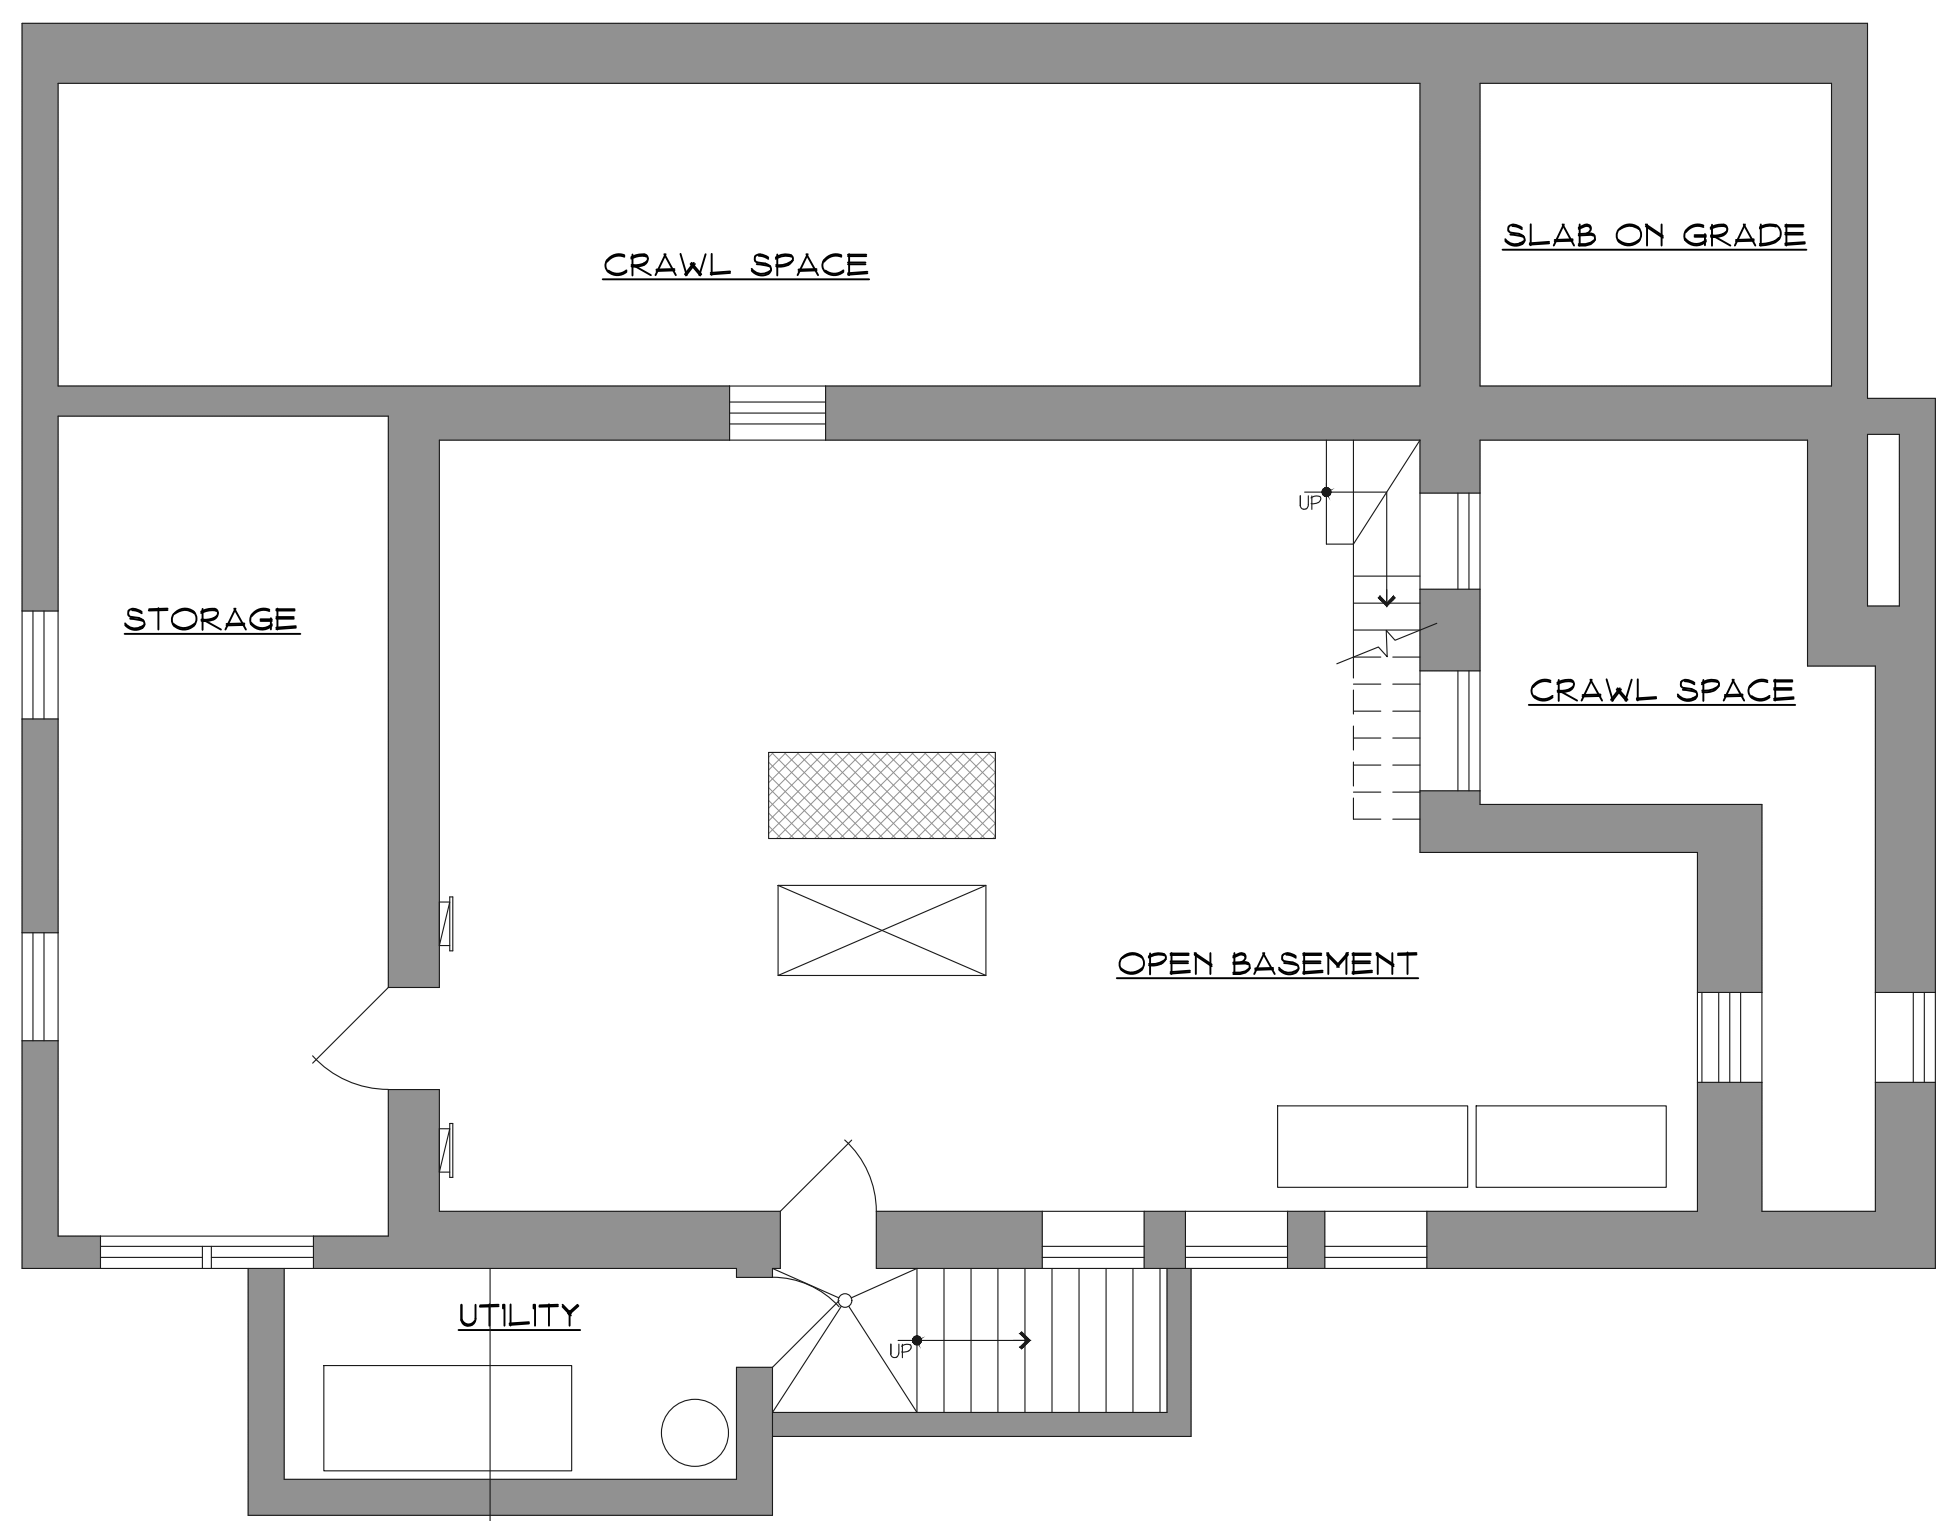 SLAB ON GRADE
CRAWL SPACE
UP
STORAGE
CRAWL SPACE
OPEN BASEMENT
UTILITY
UP